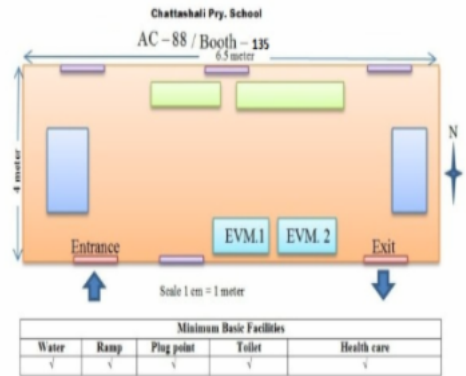 Chattashali Pry. School
AC – 88 / Booth – 135
6.5 meter
4 meter
N
EVM.1 EVM. 2
Entrance Exit
Scale 1 cm = 1 meter
Minimum Basic Facilities
Water Ramp Plug point Toilet Health care
√ √ √ √ √